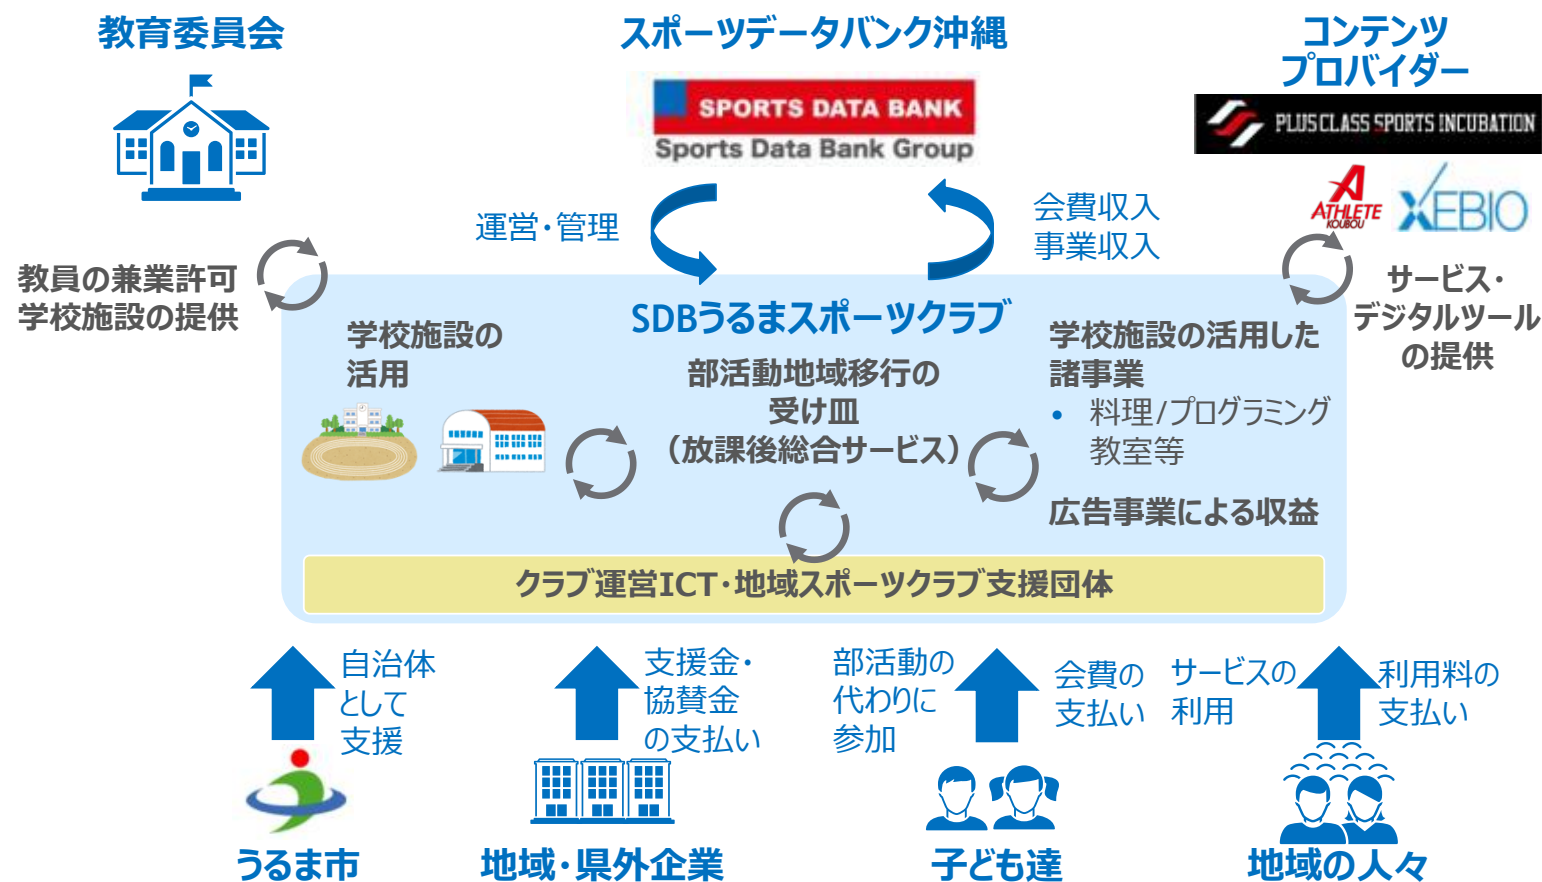 教育委員会
スポーツデータバンク沖縄
コンテンツ
プロバイダー
SPORTS DATA BANK
Sports Data Bank Group
PLUS CLASS SPORTS INCUBATION
ATHLETE
KOUBOU
XEBIO
運営・管理
会費収入
事業収入
教員の兼業許可
学校施設の提供
サービス・
デジタルツール
の提供
SDBうるまスポーツクラブ
学校施設の
活用
部活動地域移行の
受け皿
（放課後総合サービス）
学校施設の活用した
諸事業
• 料理/プログラミング
教室等
広告事業による収益
クラブ運営ICT・地域スポーツクラブ支援団体
自治体
として
支援
支援金・
協賛金
の支払い
部活動の
代わりに
参加
会費の
支払い
サービスの
利用
利用料の
支払い
うるま市
地域・県外企業
子ども達
地域の人々